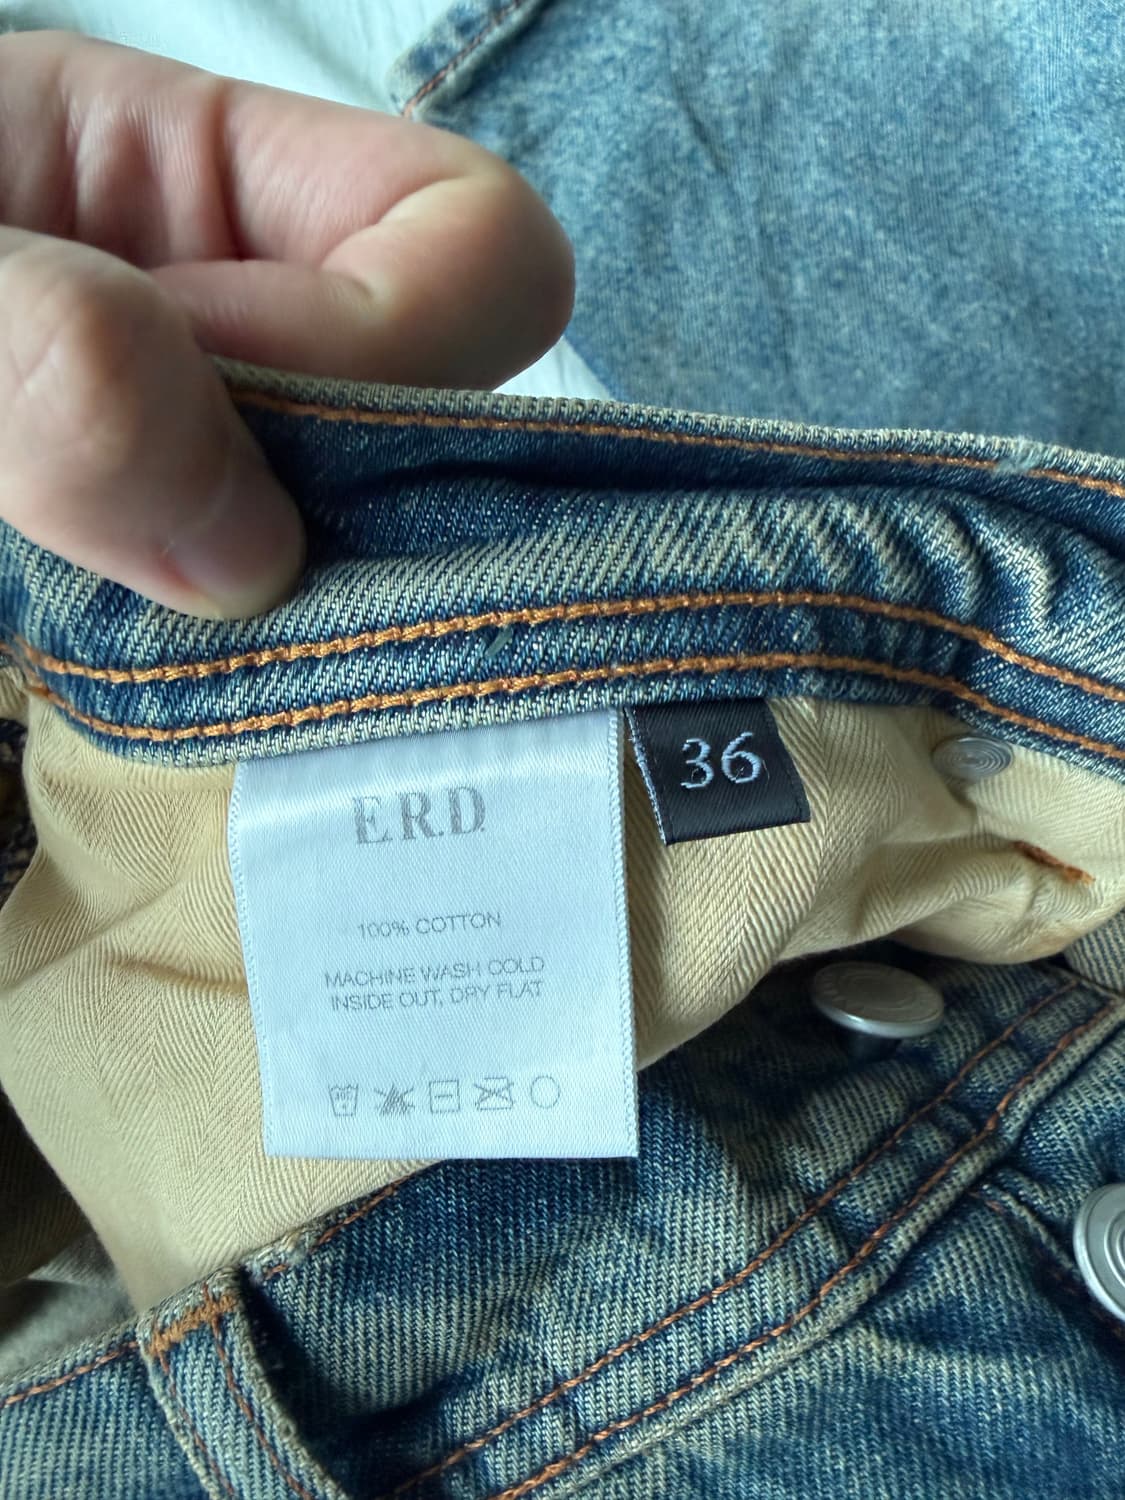 E.R.D.
36
100% COTTON
MACHINE WASH COLD
INSIDE OUT, DRY FLAT